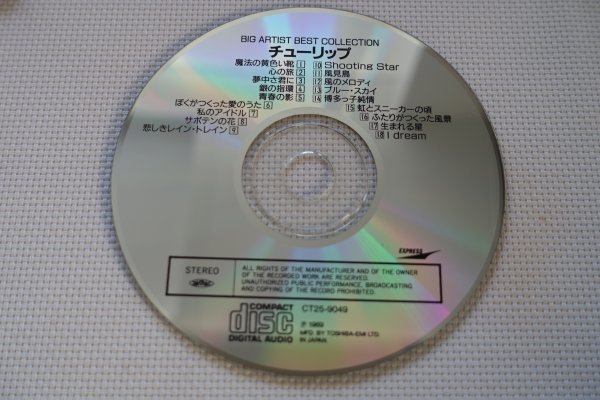 BIG ARTIST BEST COLLECTION
チューリップ
魔法の黄色い靴 1
心の旅 2
夢中さ君に 3
銀の指環 4
青春の影 5
ぼくがつくった愛のうた 6
私のアイドル 7
サボテンの花 8
悲しきレイン・トレイン 9
10 Shooting Star
11 風見鳥
12 風のメロディ
13 ブルー・スカイ
14 博多っ子純情
15 虹とスニーカーの頃
16 ふたりがつくった風景
17 生まれる星
18 I dream
EXPRESS
STEREO
ALL RIGHTS OF THE MANUFACTURER AND OF THE OWNER
OF THE RECORDED WORK ARE RESERVED.
UNAUTHORIZED PUBLIC PERFORMANCE, BROADCASTING
AND COPYING OF THE RECORD PROHIBITED.
COMPACT
disc
DIGITAL AUDIO
CT25-9049
Ⓟ 1989
MFD. BY TOSHIBA-EMI LTD.
IN JAPAN